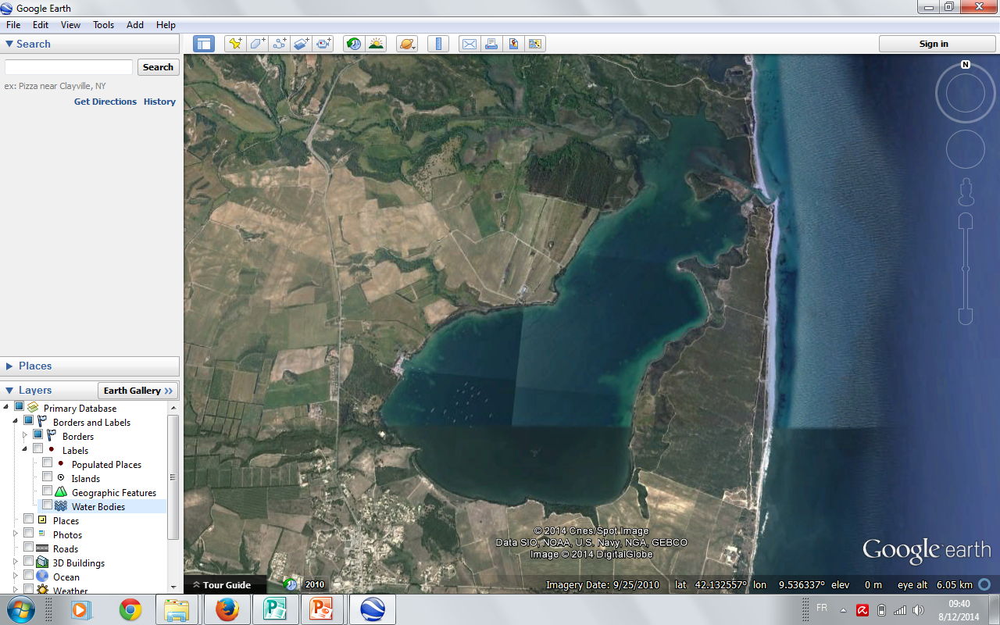 Google Earth
File Edit View Tools Add Help
Search
Sign in
Search
ex: Pizza near Clayville, NY
Get Directions History
N
Places
Layers
Earth Gallery >>
Primary Database
Borders and Labels
Borders
Labels
Populated Places
Islands
Geographic Features
Water Bodies
Places
Photos
Roads
3D Buildings
Ocean
Weather
© 2014 Cnes/Spot Image
Data SIO, NOAA, U.S. Navy, NGA, GEBCO
Image © 2014 DigitalGlobe
Google earth
Tour Guide
2010
Imagery Date: 9/25/2010 lat 42.132557° lon 9.536337° elev 0 m eye alt 6.05 km
FR
09:40
8/12/2014